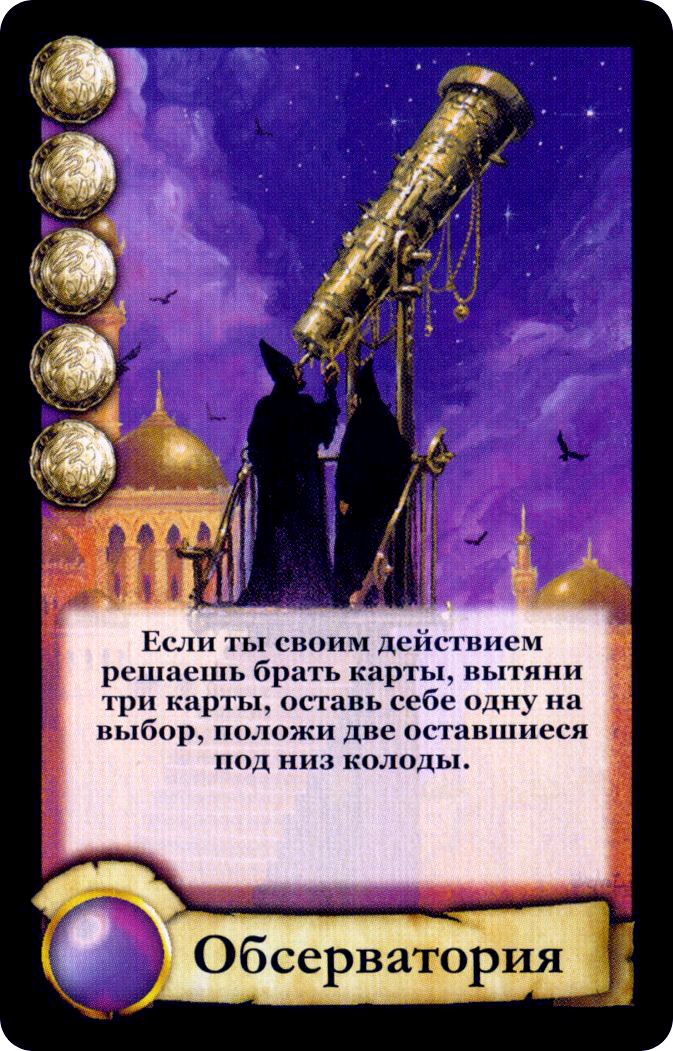 Если ты своим действием
решаешь брать карты, вытяни
три карты, оставь себе одну на
выбор, положи две оставшиеся
под низ колоды.
Обсерватория